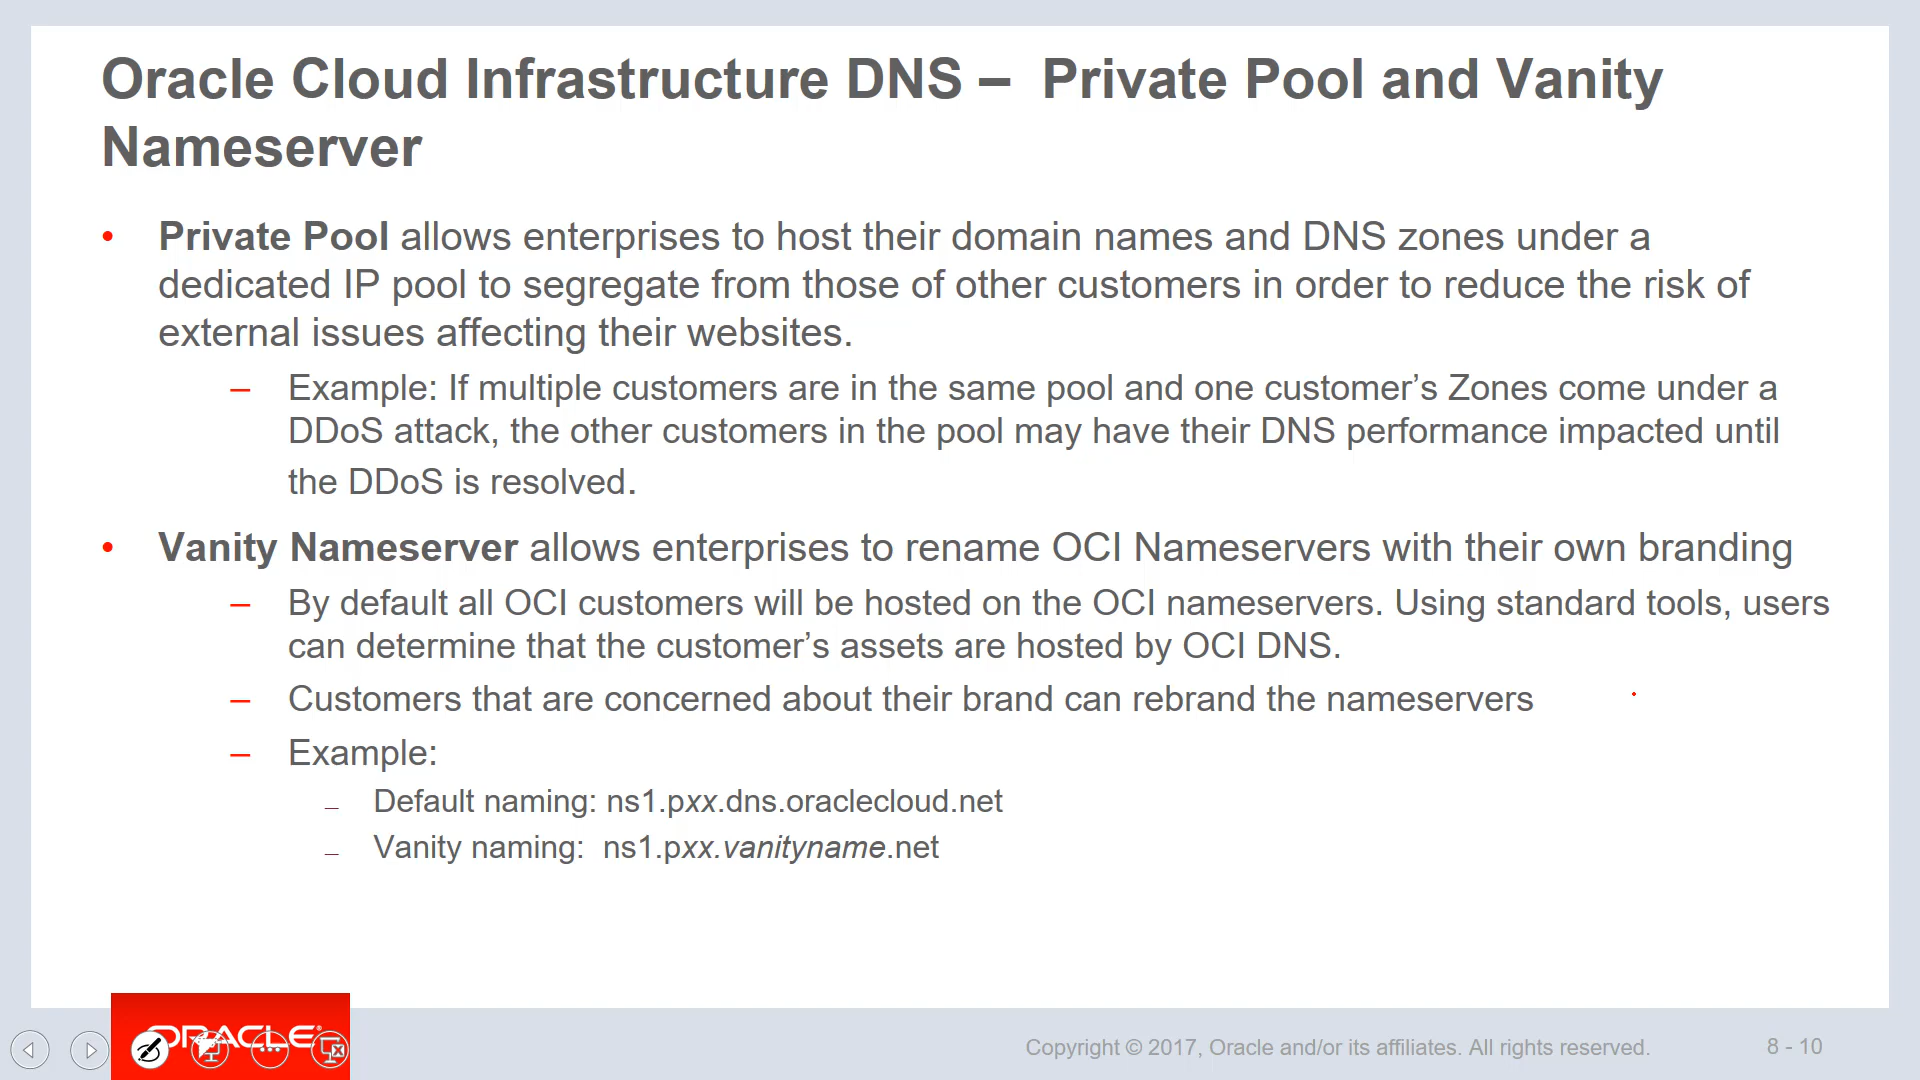 Oracle Cloud Infrastructure DNS – Private Pool and Vanity
Nameserver
• Private Pool allows enterprises to host their domain names and DNS zones under a
dedicated IP pool to segregate from those of other customers in order to reduce the risk of
external issues affecting their websites.
– Example: If multiple customers are in the same pool and one customer’s Zones come under a
DDoS attack, the other customers in the pool may have their DNS performance impacted until
the DDoS is resolved.
• Vanity Nameserver allows enterprises to rename OCI Nameservers with their own branding
– By default all OCI customers will be hosted on the OCI nameservers. Using standard tools, users
can determine that the customer’s assets are hosted by OCI DNS.
– Customers that are concerned about their brand can rebrand the nameservers
– Example:
– Default naming: ns1.pxx.dns.oraclecloud.net
– Vanity naming: ns1.pxx.vanityname.net
ORACLE®
Copyright © 2017, Oracle and/or its affiliates. All rights reserved.
8 - 10